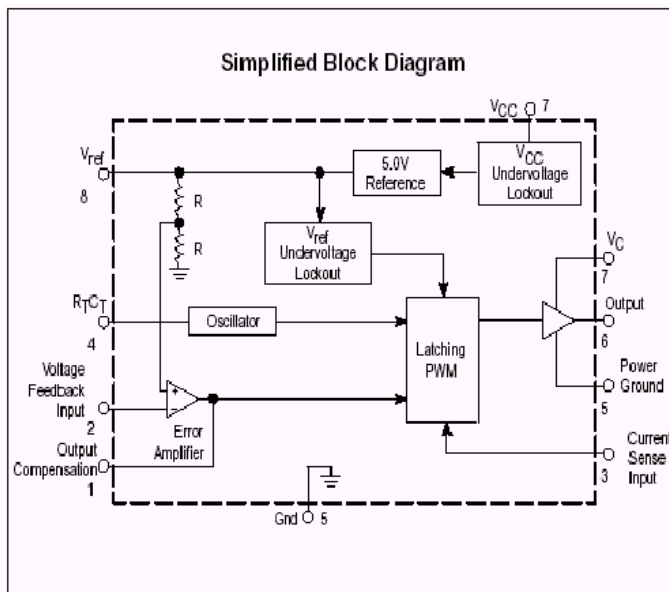 Simplified Block Diagram
VCC 7
Vref
8
R
R
5.0V
Reference
VCC
Undervoltage
Lockout
Vref
Undervoltage
Lockout
VC
7
RTCT
4
Oscillator
Latching
PWM
Output
6
Voltage
Feedback
Input
2
+
−
Error
Amplifier
Power
Ground
5
Output
Compensation
1
Current
Sense
Input
3
Gnd 5